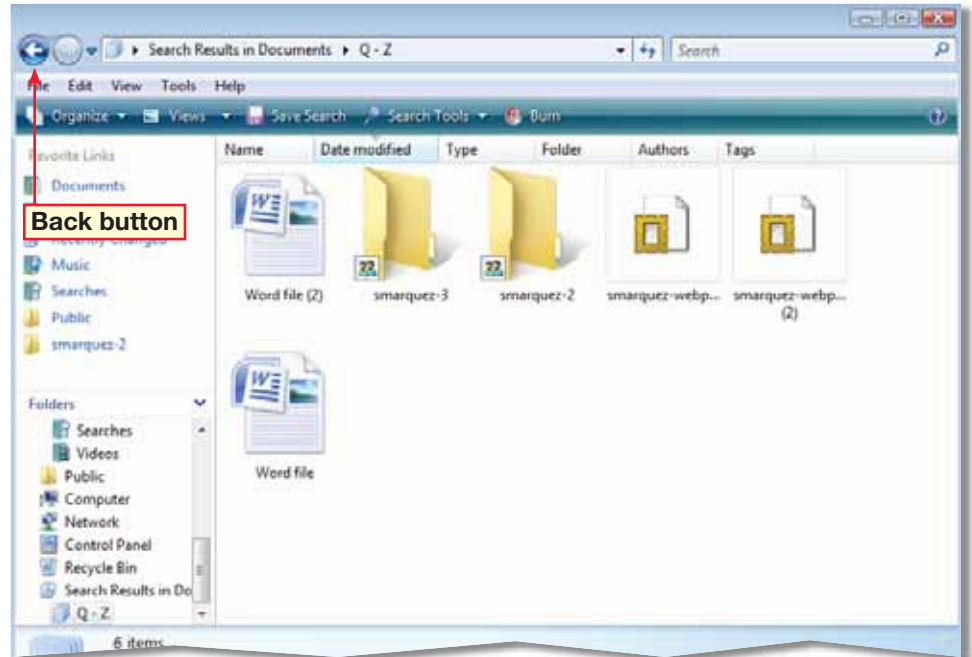 Search Results in Documents Q - Z
Search
File Edit View Tools Help
Organize Views Save Search Search Tools Burn
Favorite Links
Name Date modified Type Folder Authors Tags
Documents
Back button
Recently Changed
Music
Searches
Public
smarquez-2
Word file (2) smarquez-3 smarquez-2 smarquez-webp... smarquez-webp... (2)
Folders
Searches
Videos
Public
Computer
Network
Control Panel
Recycle Bin
Search Results in Do
Q - Z
Word file
6 items